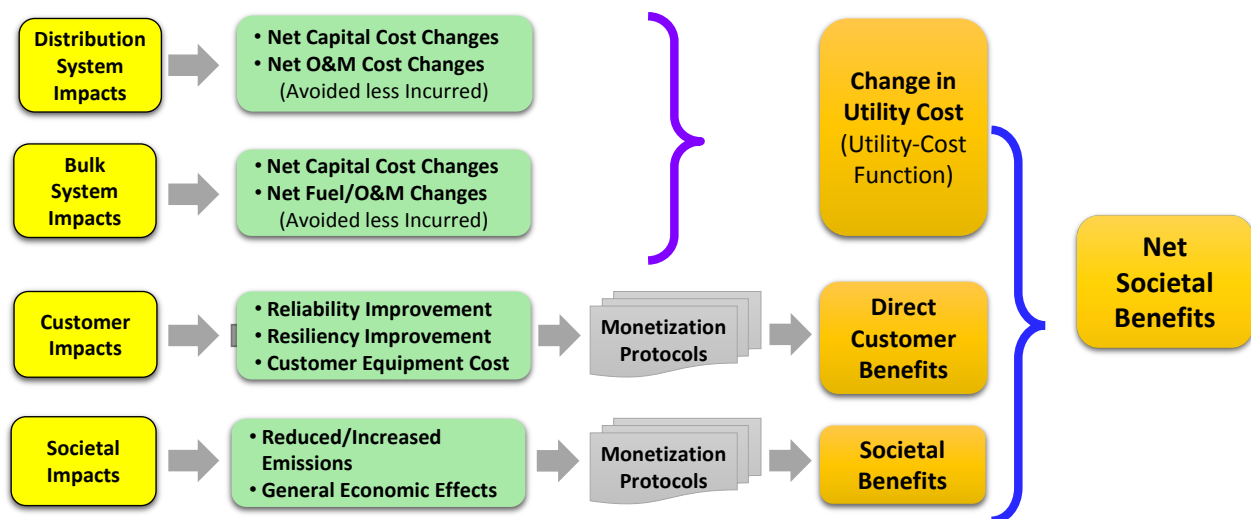 Distribution
System
Impacts
• Net Capital Cost Changes
• Net O&M Cost Changes
(Avoided less Incurred)
Change in
Utility Cost
(Utility-Cost
Function)
Bulk
System
Impacts
• Net Capital Cost Changes
• Net Fuel/O&M Changes
(Avoided less Incurred)
Net
Societal
Benefits
Customer
Impacts
• Reliability Improvement
• Resiliency Improvement
• Customer Equipment Cost
Monetization
Protocols
Direct
Customer
Benefits
Societal
Impacts
• Reduced/Increased
Emissions
• General Economic Effects
Monetization
Protocols
Societal
Benefits